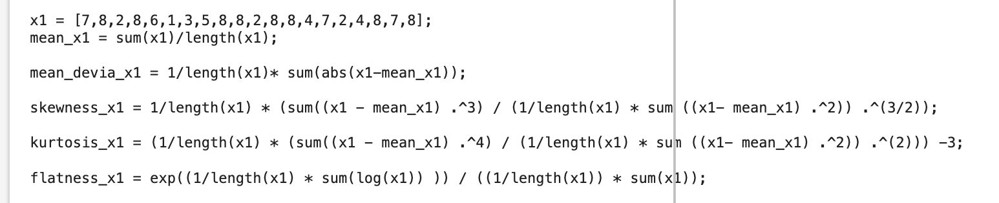 x1 = [7,8,2,8,6,1,3,5,8,8,2,8,8,4,7,2,4,8,7,8];
mean_x1 = sum(x1)/length(x1);
mean_devia_x1 = 1/length(x1)* sum(abs(x1-mean_x1));
skewness_x1 = 1/length(x1) * (sum((x1 - mean_x1) .^3) / (1/length(x1) * sum ((x1- mean_x1) .^2)) .^(3/2));
kurtosis_x1 = (1/length(x1) * (sum((x1 - mean_x1) .^4) / (1/length(x1) * sum ((x1- mean_x1) .^2)) .^(2))) -3;
flatness_x1 = exp((1/length(x1) * sum(log(x1)) )) / ((1/length(x1)) * sum(x1));